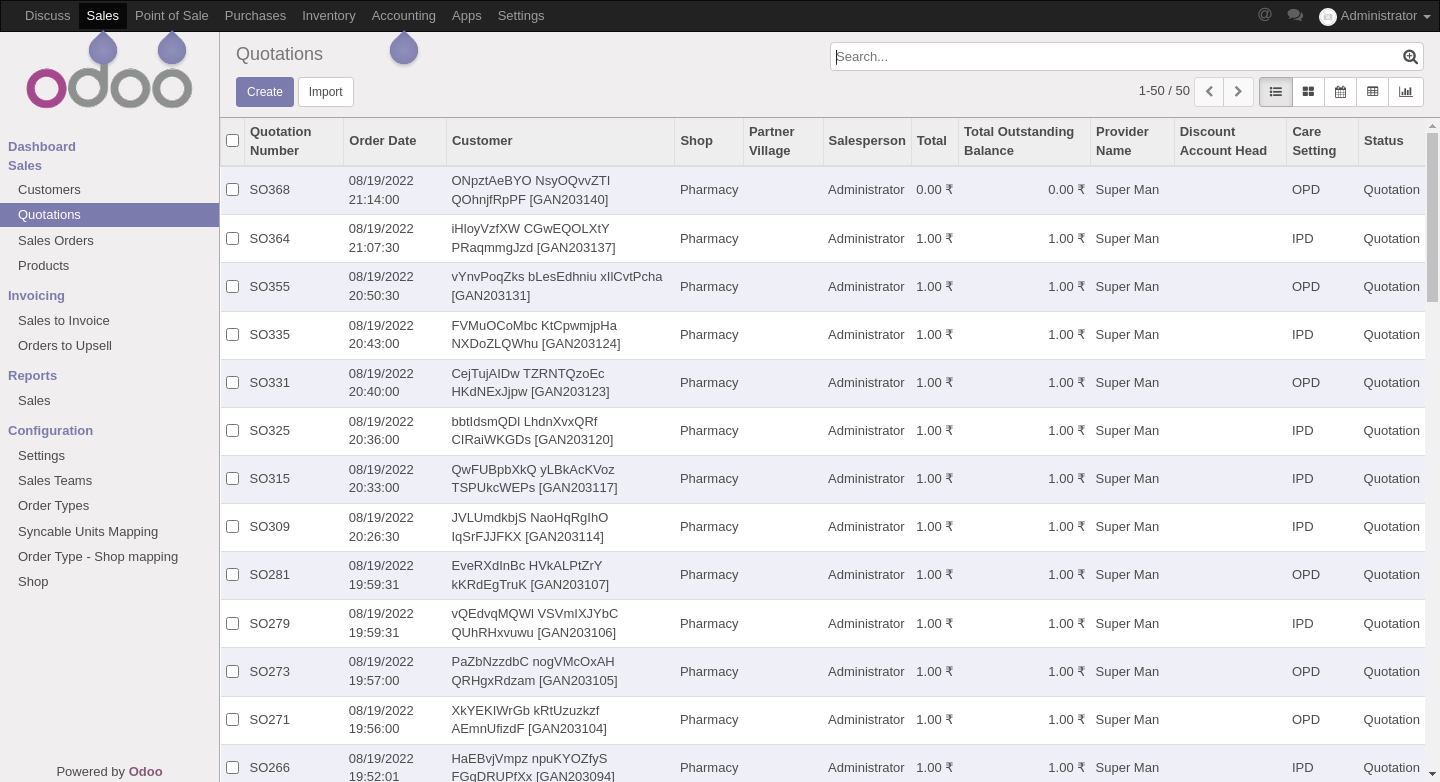 Discuss Sales Point of Sale Purchases Inventory Accounting Apps Settings @ Administrator
odoo
Dashboard
Sales
Customers
Quotations
Sales Orders
Products
Invoicing
Sales to Invoice
Orders to Upsell
Reports
Sales
Configuration
Settings
Sales Teams
Order Types
Syncable Units Mapping
Order Type - Shop mapping
Shop
Powered by Odoo
Quotations
Search...
Create Import
1-50 / 50
Quotation Number Order Date Customer Shop Partner Village Salesperson Total Total Outstanding Balance Provider Name Discount Account Head Care Setting Status
SO368 08/19/2022 21:14:00 ONpztAeBYO NsyOQvvZTI QOhnjfRpPF [GAN203140] Pharmacy Administrator 0.00 ₹ 0.00 ₹ Super Man OPD Quotation
SO364 08/19/2022 21:07:30 iHloyVzfXW CGwEQOLXtY PRaqmmgJzd [GAN203137] Pharmacy Administrator 1.00 ₹ 1.00 ₹ Super Man IPD Quotation
SO355 08/19/2022 20:50:30 vYnvPoqZks bLesEdhniu xIlCvtPcha [GAN203131] Pharmacy Administrator 1.00 ₹ 1.00 ₹ Super Man OPD Quotation
SO335 08/19/2022 20:43:00 FVMuOCoMbc KtCpwmjpHa NXDoZLQWhu [GAN203124] Pharmacy Administrator 1.00 ₹ 1.00 ₹ Super Man IPD Quotation
SO331 08/19/2022 20:40:00 CejTujAIDw TZRNTQzoEc HKdNExJjpw [GAN203123] Pharmacy Administrator 1.00 ₹ 1.00 ₹ Super Man OPD Quotation
SO325 08/19/2022 20:36:00 bbtIdsmQDl LhdnXvxQRf CIRaiWKGDs [GAN203120] Pharmacy Administrator 1.00 ₹ 1.00 ₹ Super Man IPD Quotation
SO315 08/19/2022 20:33:00 QwFUBpbXkQ yLBkAcKVoz TSPUkcWEPs [GAN203117] Pharmacy Administrator 1.00 ₹ 1.00 ₹ Super Man IPD Quotation
SO309 08/19/2022 20:26:30 JVLUmdkbjS NaoHqRgIhO IqSrFJJFKX [GAN203114] Pharmacy Administrator 1.00 ₹ 1.00 ₹ Super Man IPD Quotation
SO281 08/19/2022 19:59:31 EveRXdInBc HVkALPtZrY kKRdEgTruK [GAN203107] Pharmacy Administrator 1.00 ₹ 1.00 ₹ Super Man OPD Quotation
SO279 08/19/2022 19:59:31 vQEdvqMQWl VSVmIXJYbC QUhRHxvuwu [GAN203106] Pharmacy Administrator 1.00 ₹ 1.00 ₹ Super Man IPD Quotation
SO273 08/19/2022 19:57:00 PaZbNzzdbC nogVMcOxAH QRHgxRdzam [GAN203105] Pharmacy Administrator 1.00 ₹ 1.00 ₹ Super Man OPD Quotation
SO271 08/19/2022 19:56:00 XkYEKIWrGb kRtUzuzkzf AEmnUfizdF [GAN203104] Pharmacy Administrator 1.00 ₹ 1.00 ₹ Super Man OPD Quotation
SO266 08/19/2022 19:52:01 HaEBvjVmpz npuKYOZfyS FGgDRUPfXx [GAN203094] Pharmacy Administrator 1.00 ₹ 1.00 ₹ Super Man IPD Quotation